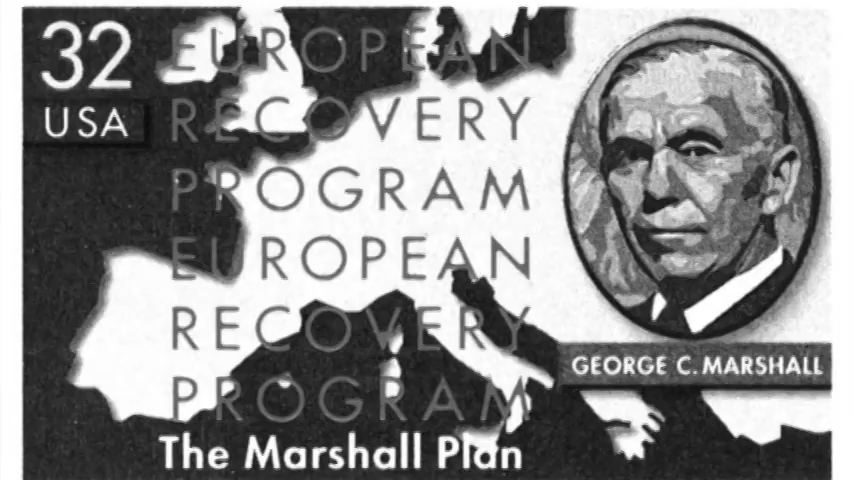 32
USA
EUROPEAN
RECOVERY
PROGRAM
EUROPEAN
RECOVERY
PROGRAM
GEORGE C. MARSHALL
The Marshall Plan